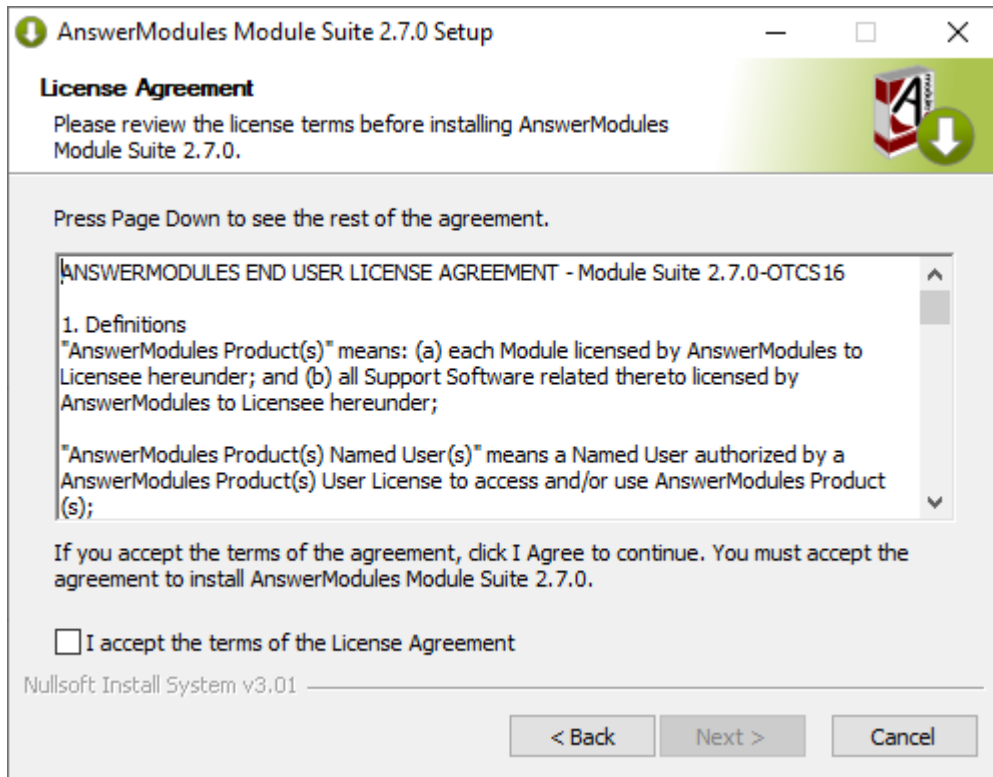 AnswerModules Module Suite 2.7.0 Setup
License Agreement
Please review the license terms before installing AnswerModules
Module Suite 2.7.0.
Press Page Down to see the rest of the agreement.
ANSWERMODULES END USER LICENSE AGREEMENT - Module Suite 2.7.0-OTCS16
1. Definitions
"AnswerModules Product(s)" means: (a) each Module licensed by AnswerModules to
Licensee hereunder; and (b) all Support Software related thereto licensed by
AnswerModules to Licensee hereunder;
"AnswerModules Product(s) Named User(s)" means a Named User authorized by a
AnswerModules Product(s) User License to access and/or use AnswerModules Product
(s);
If you accept the terms of the agreement, click I Agree to continue. You must accept the
agreement to install AnswerModules Module Suite 2.7.0.
I accept the terms of the License Agreement
Nullsoft Install System v3.01
< Back
Next >
Cancel